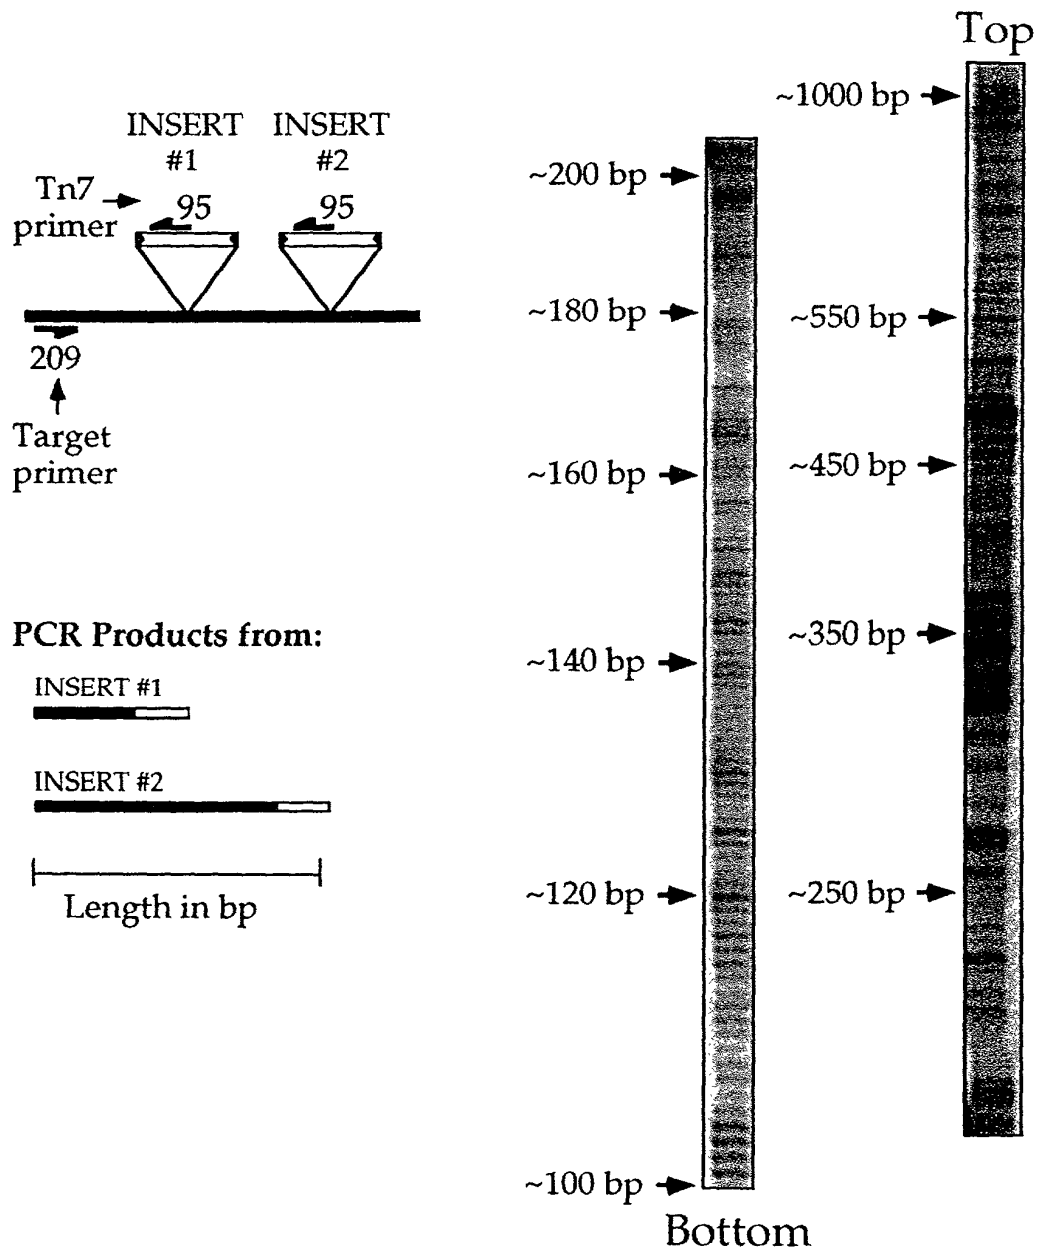 Top
~1000 bp
INSERT INSERT
#1 #2
Tn7
primer
95 95
~200 bp
~180 bp
~550 bp
209
Target
primer
~160 bp
~450 bp
PCR Products from:
~350 bp
~140 bp
INSERT #1
INSERT #2
~120 bp
~250 bp
Length in bp
~100 bp
Bottom